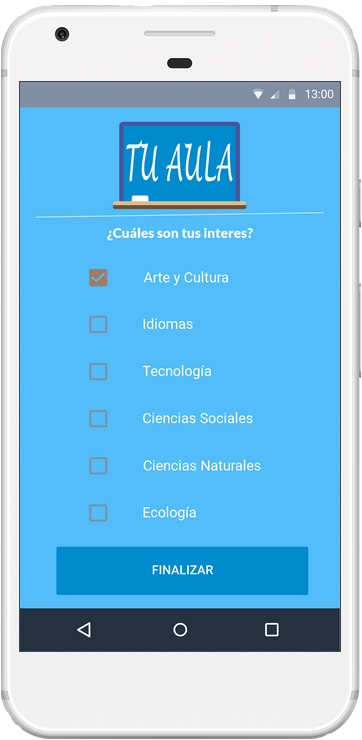 13:00
TU AULA
¿Cuáles son tus interes?
Arte y Cultura
Idiomas
Tecnología
Ciencias Sociales
Ciencias Naturales
Ecología
FINALIZAR